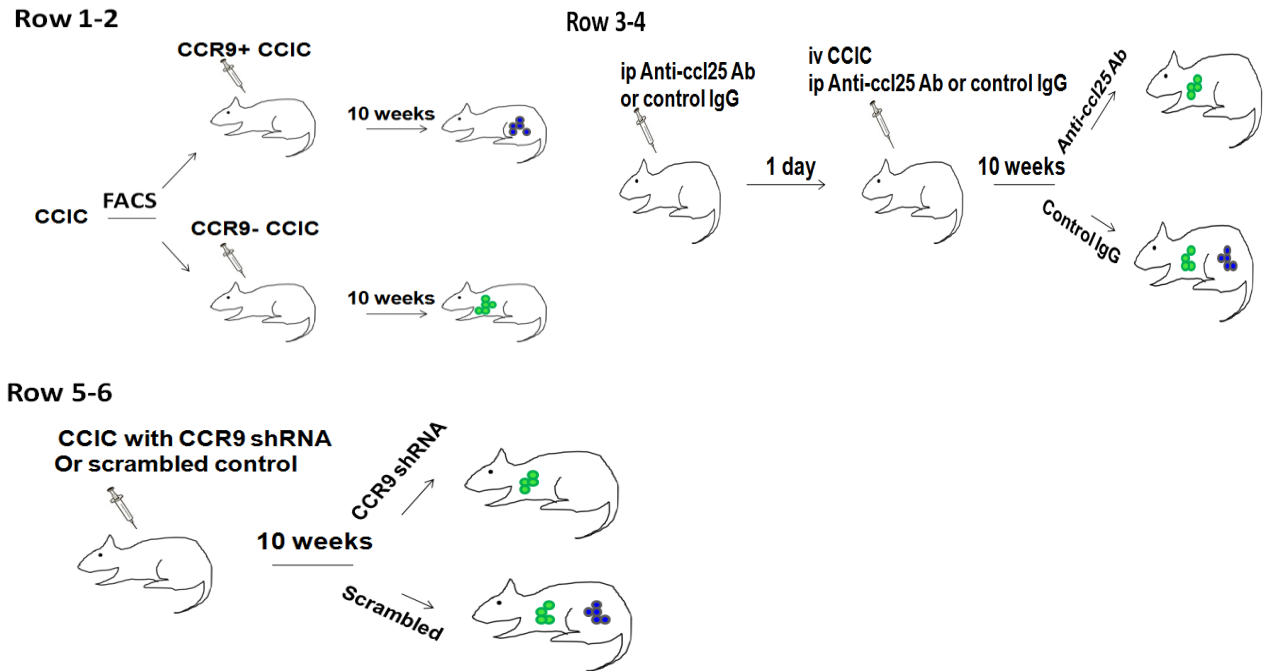 Row 1-2
CCR9+ CCIC
10 weeks
FACS
CCIC
CCR9- CCIC
10 weeks
Row 3-4
ip Anti-ccl25 Ab
or control IgG
1 day
iv CCIC
ip Anti-ccl25 Ab or control IgG
10 weeks
Anti-ccl25 Ab
Control IgG
Row 5-6
CCIC with CCR9 shRNA
Or scrambled control
10 weeks
CCR9 shRNA
Scrambled